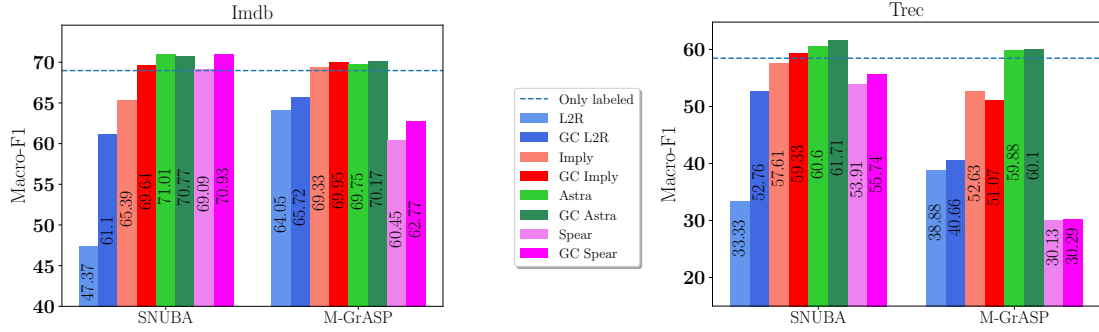 Imdb
Macro-F1
70
65
60
55
50
45
40
47.37
61.1
65.39
69.64
71.01
70.77
69.09
70.93
64.05
65.72
69.33
69.95
69.75
70.17
60.45
62.77
SNUBA
M-GrASP
Only labeled
L2R
GC L2R
Imply
GC Imply
Astra
GC Astra
Spear
GC Spear
Trec
Macro-F1
60
50
40
30
20
33.33
52.76
57.61
59.33
60.6
61.71
53.91
55.74
38.88
40.66
52.63
51.07
59.88
60.1
30.13
30.29
SNUBA
M-GrASP